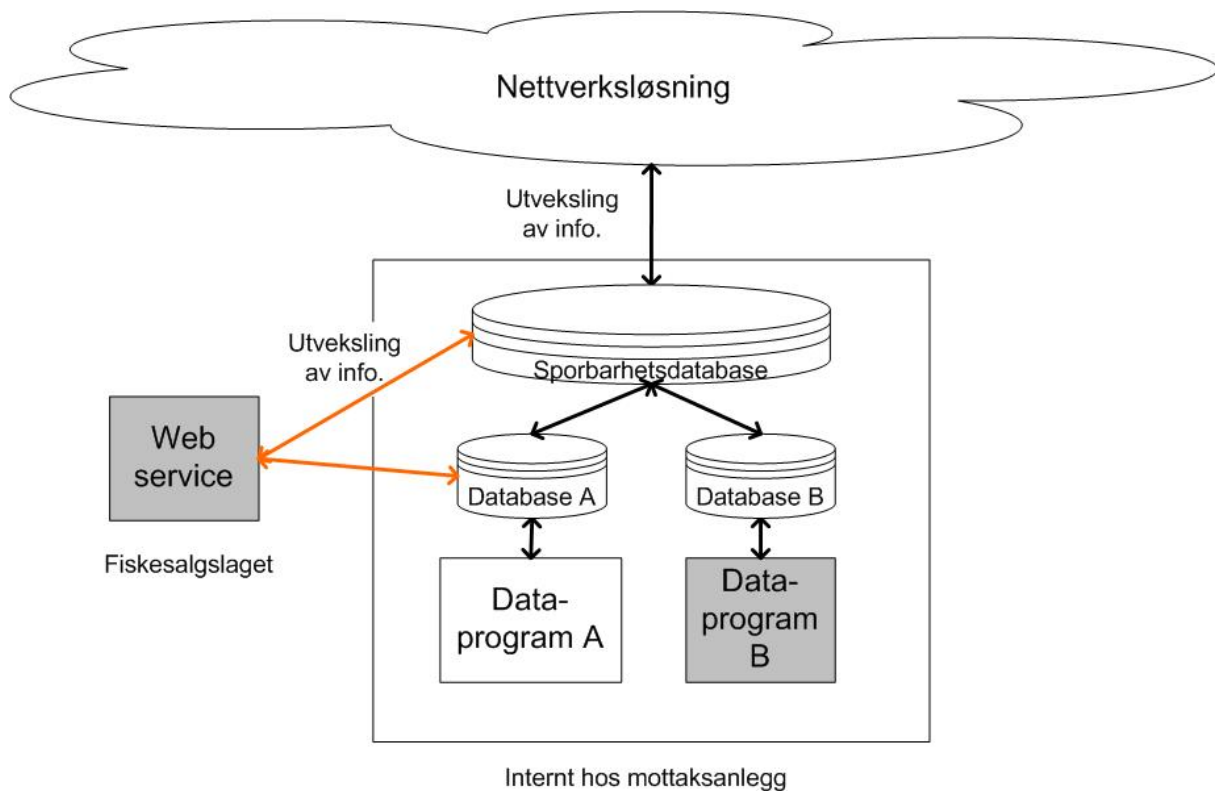 Nettverksløsning
Utveksling
av info.
Utveksling
av info.
Sporbarhetsdatabase
Web
service
Database A
Database B
Fiskesalgslaget
Data-
program A
Data-
program
B
Internt hos mottaksanlegg